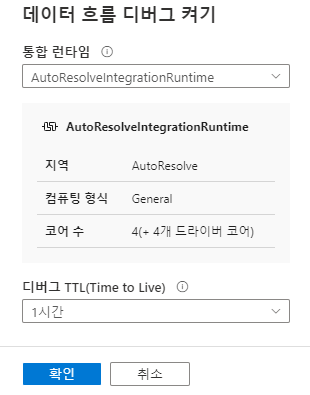 데이터 흐름 디버그 켜기
통합 런타임
AutoResolveIntegrationRuntime
AutoResolveIntegrationRuntime
지역 AutoResolve
컴퓨팅 형식 General
코어 수 4(+ 4개 드라이버 코어)
디버그 TTL(Time to Live)
1시간
확인 취소